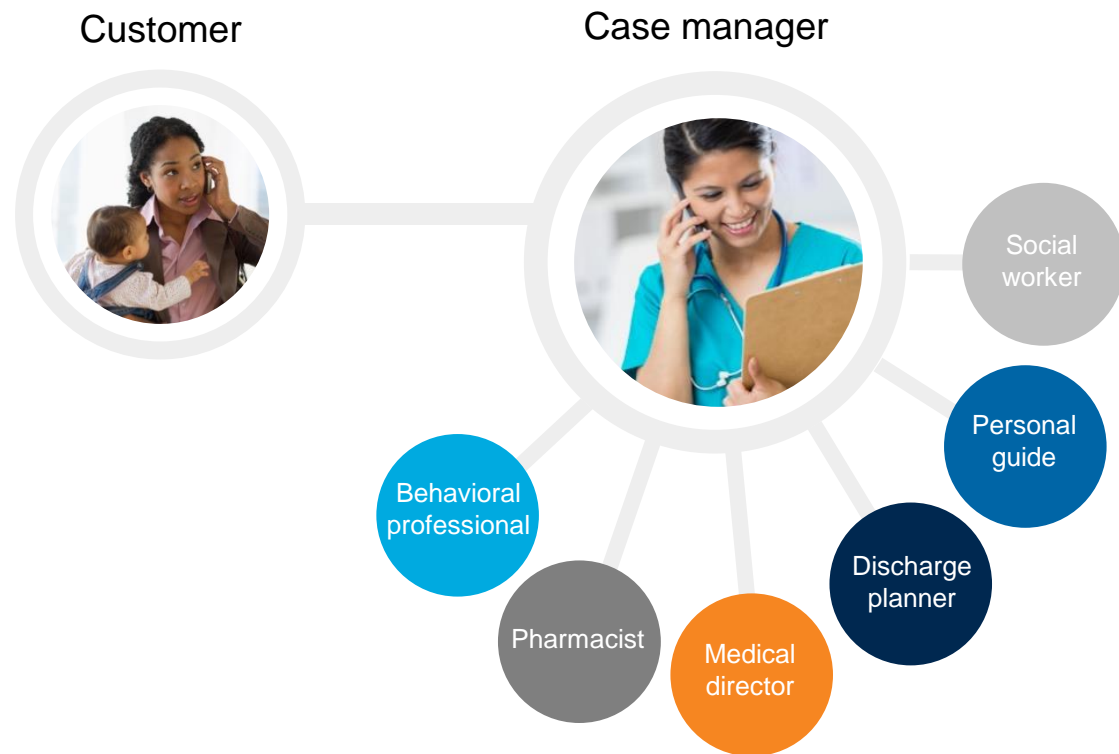 Customer
Case manager
Social
worker
Personal
guide
Behavioral
professional
Discharge
planner
Pharmacist
Medical
director